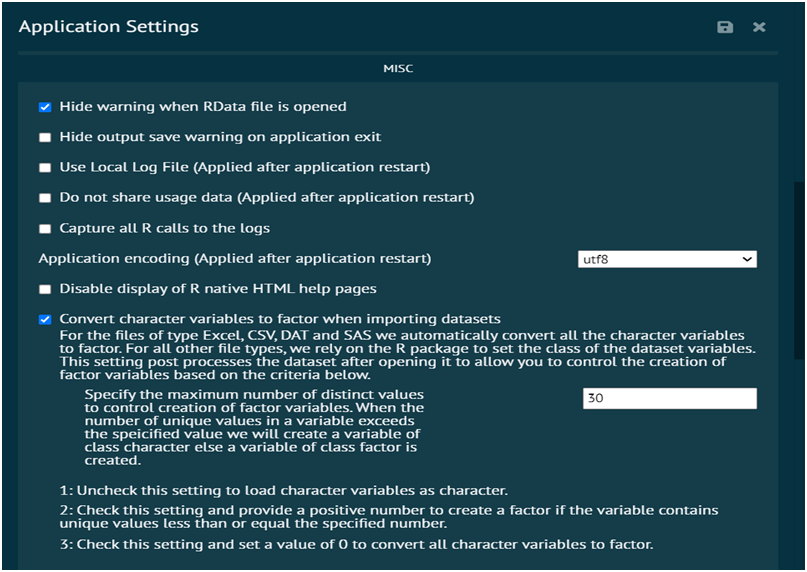 Application Settings
MISC
Hide warning when RData file is opened
Hide output save warning on application exit
Use Local Log File (Applied after application restart)
Do not share usage data (Applied after application restart)
Capture all R calls to the logs
Application encoding (Applied after application restart)
utf8
Disable display of R native HTML help pages
Convert character variables to factor when importing datasets
For the files of type Excel, CSV, DAT and SAS we automatically convert all the character variables
to factor. For all other file types, we rely on the R package to set the class of the dataset variables.
This setting post processes the dataset after opening it to allow you to control the creation of
factor variables based on the criteria below.
Specify the maximum number of distinct values
to control creation of factor variables. When the
number of unique values in a variable exceeds
the speicified value we will create a variable of
class character else a variable of class factor is
created.
30
1: Uncheck this setting to load character variables as character.
2: Check this setting and provide a positive number to create a factor if the variable contains
unique values less than or equal the specified number.
3: Check this setting and set a value of 0 to convert all character variables to factor.